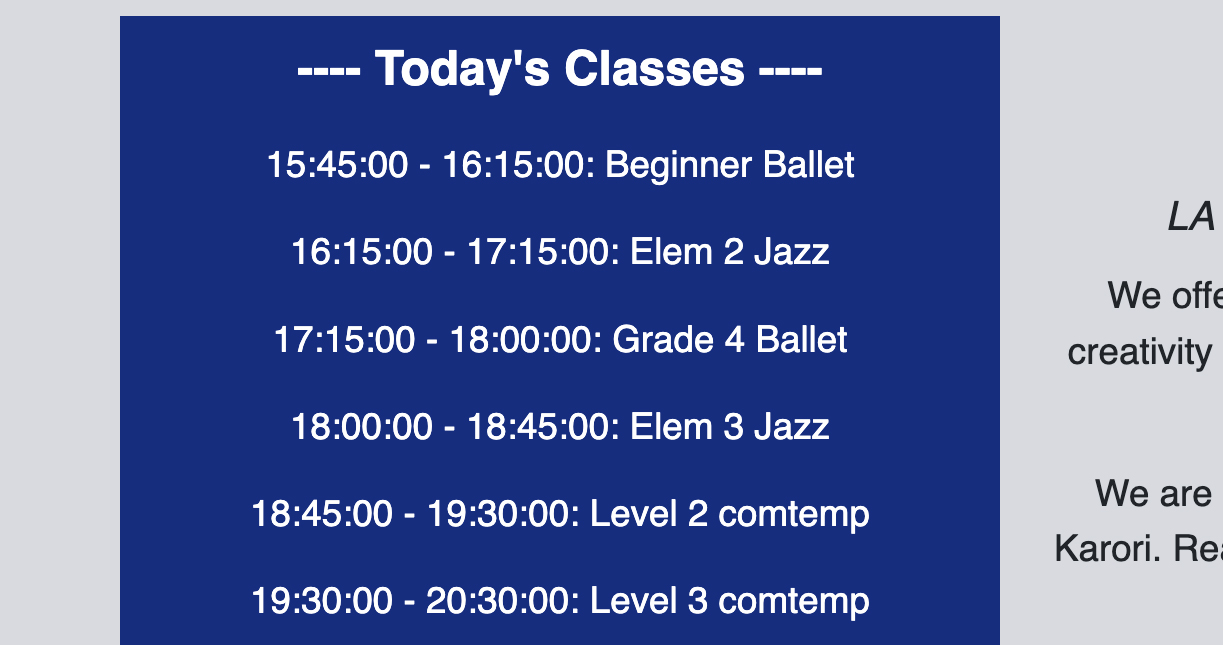 ---- Today's Classes ----
15:45:00 - 16:15:00: Beginner Ballet
16:15:00 - 17:15:00: Elem 2 Jazz
17:15:00 - 18:00:00: Grade 4 Ballet
18:00:00 - 18:45:00: Elem 3 Jazz
18:45:00 - 19:30:00: Level 2 comtemp
19:30:00 - 20:30:00: Level 3 comtemp
LA
We
creativity
We are
Karori.